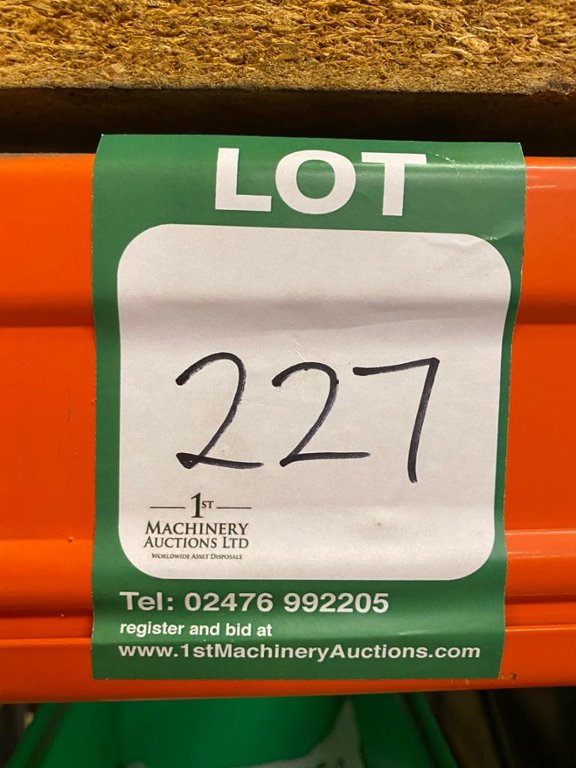 LOT
227
1ST
MACHINERY
AUCTIONS LTD
WORLDWIDE ASSET DISPOSALS
Tel: 02476 992205
register and bid at
www.1stMachineryAuctions.com